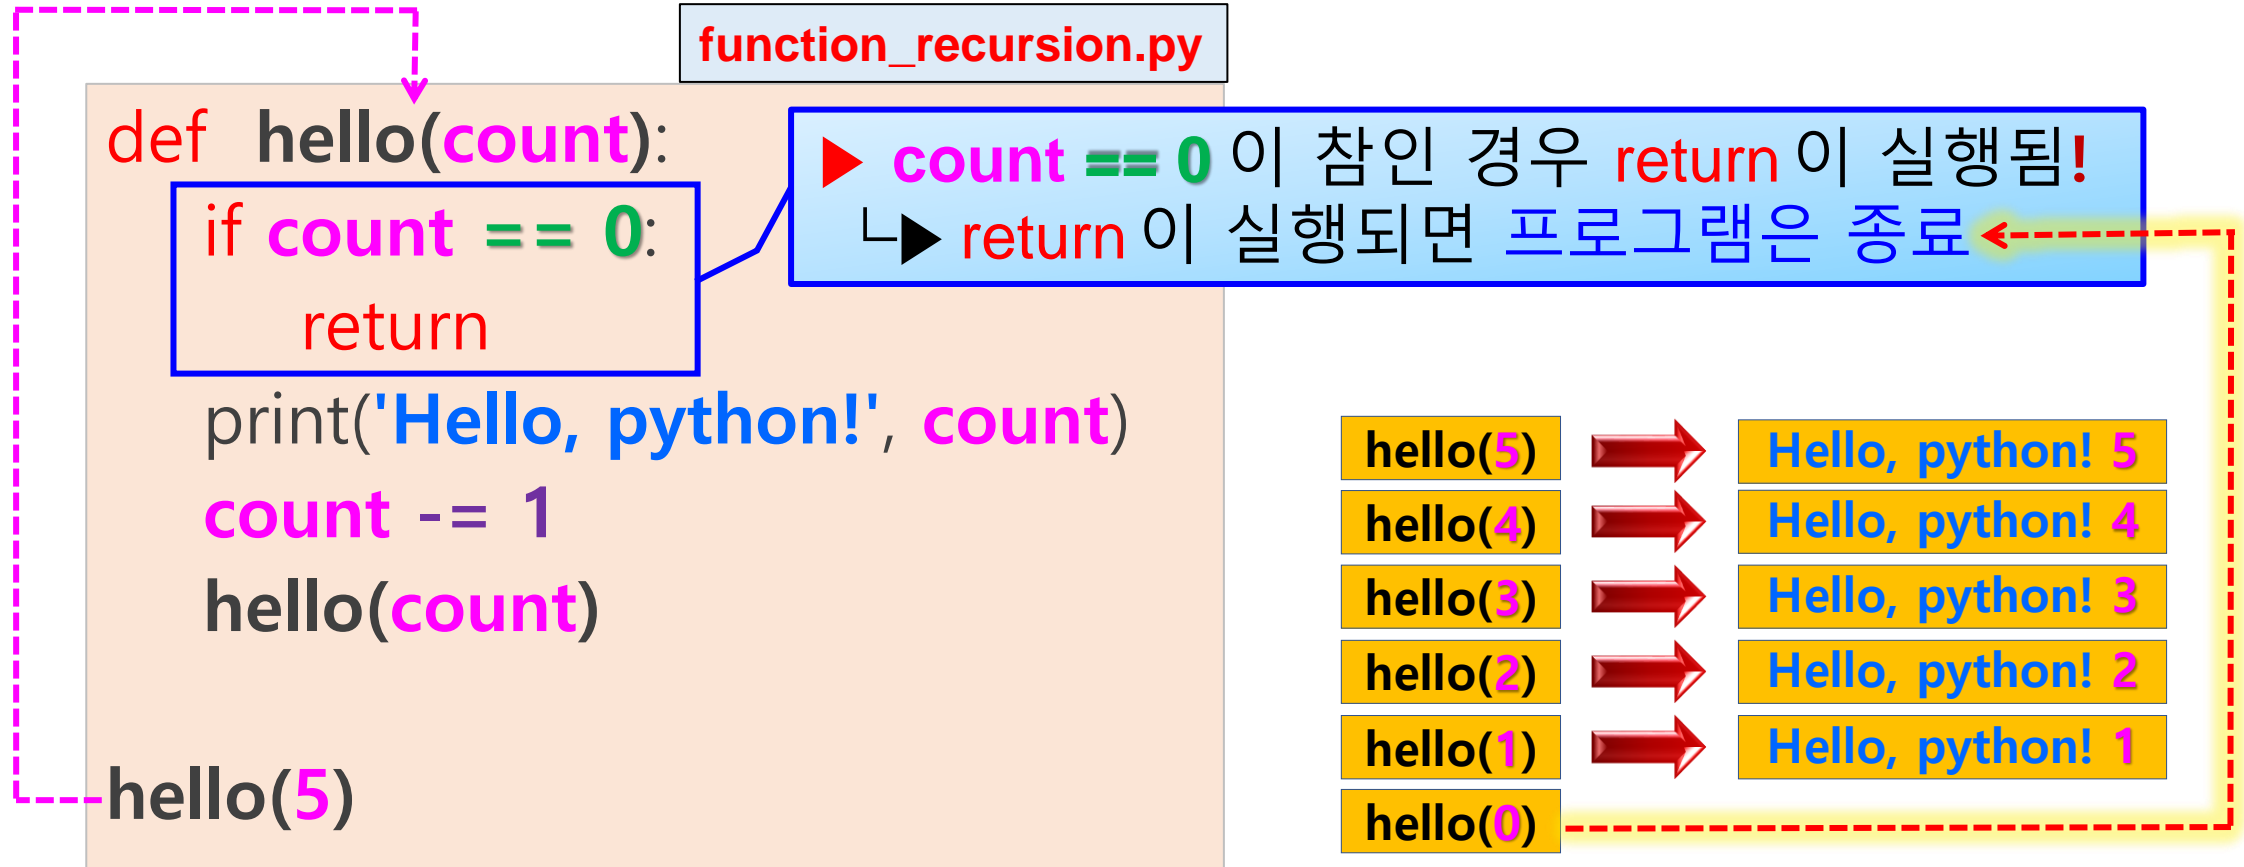 function_recursion.py
def hello(count):
if count == 0:
return
print('Hello, python!', count)
count -= 1
hello(count)
hello(5)
▶ count == 0 이 참인 경우 return 이 실행됨!
└▶ return 이 실행되면 프로그램은 종료
hello(5) Hello, python! 5
hello(4) Hello, python! 4
hello(3) Hello, python! 3
hello(2) Hello, python! 2
hello(1) Hello, python! 1
hello(0)